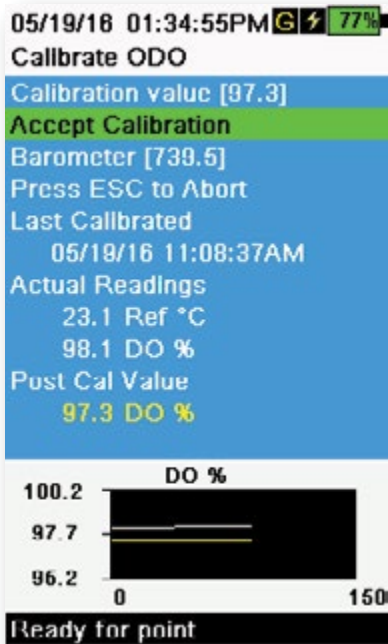 05/19/16 01:34:55PM G 77%
Calibrate ODO
Calibration value [97.3]
Accept Calibration
Barometer [739.5]
Press ESC to Abort
Last Calibrated
05/19/16 11:08:37AM
Actual Readings
23.1 Ref °C
98.1 DO %
Post Cal Value
97.3 DO %
DO %
100.2
97.7
96.2
0 150
Ready for point